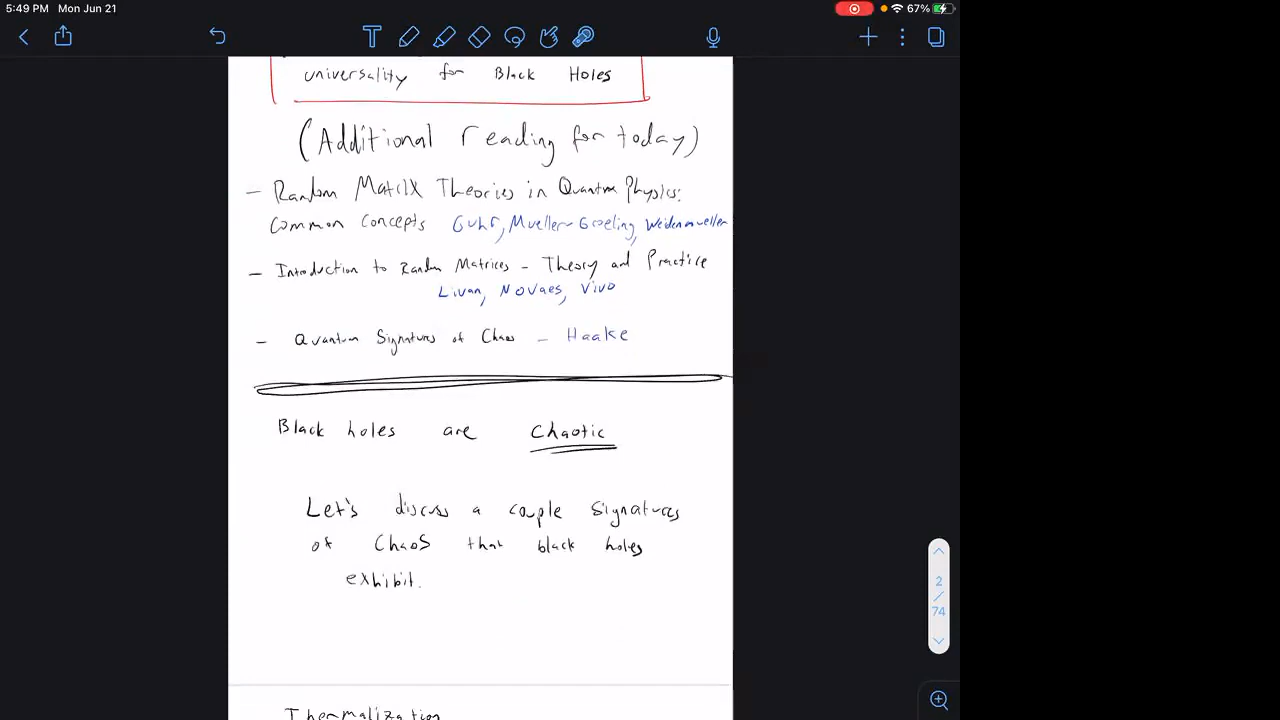 5:49 PM Mon Jun 21
67%
universality for Black Holes
(Additional reading for today)
- Random Matrix Theories in Quantum Physics:
Common Concepts Guhr, Mueller-Groeling, Weidenmueller
- Introduction to Random Matrices - Theory and Practice
Livan, Novaes, Vivo
- Quantum Signatures of Chaos - Haake
Black holes are Chaotic
Let's discuss a couple signatures
of Chaos that black holes
exhibit.
2
/
74
Thermalization